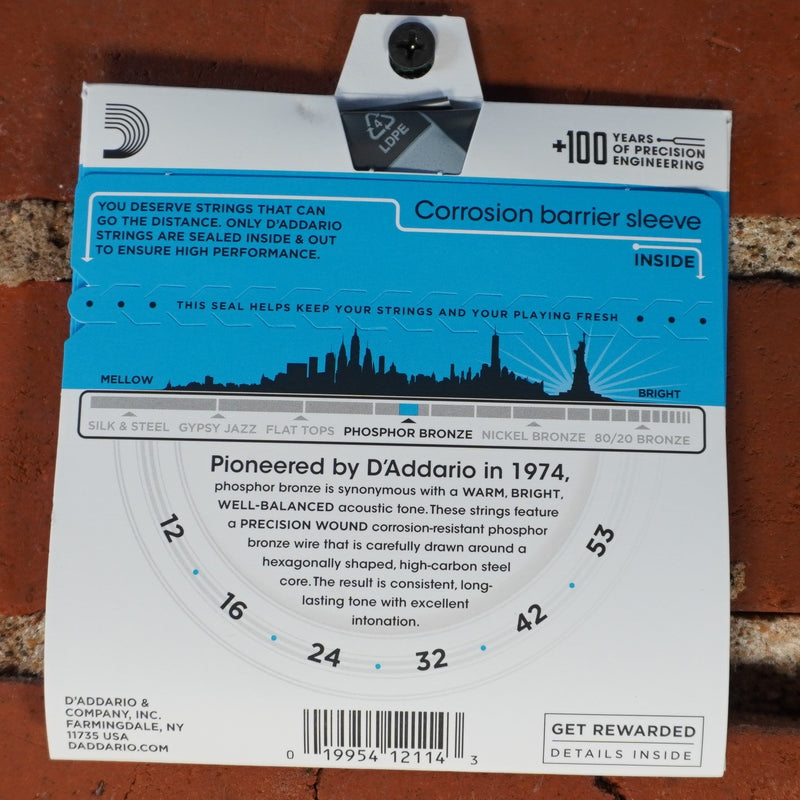 4
LDPE
+100 YEARS
OF PRECISION
ENGINEERING
YOU DESERVE STRINGS THAT CAN
GO THE DISTANCE. ONLY D'ADDARIO
STRINGS ARE SEALED INSIDE & OUT
TO ENSURE HIGH PERFORMANCE.
Corrosion barrier sleeve
INSIDE
THIS SEAL HELPS KEEP YOUR STRINGS AND YOUR PLAYING FRESH
MELLOW
BRIGHT
SILK & STEEL GYPSY JAZZ FLAT TOPS PHOSPHOR BRONZE NICKEL BRONZE 80/20 BRONZE
Pioneered by D'Addario in 1974,
phosphor bronze is synonymous with a WARM, BRIGHT,
WELL-BALANCED acoustic tone. These strings feature
a PRECISION WOUND corrosion-resistant phosphor
bronze wire that is carefully drawn around a
hexagonally shaped, high-carbon steel
core. The result is consistent, long-
lasting tone with excellent
intonation.
12 • 16 • 24 • 32 • 42 • 53
D'ADDARIO &
COMPANY, INC.
FARMINGDALE, NY
11735 USA
DADDARIO.COM
0 19954 12114 3
GET REWARDED
DETAILS INSIDE